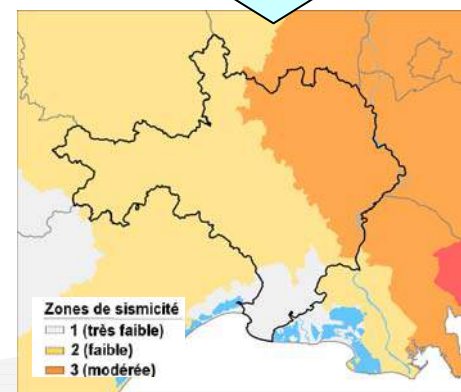 Zones de sismicité
1 (très faible)
2 (faible)
3 (modérée)